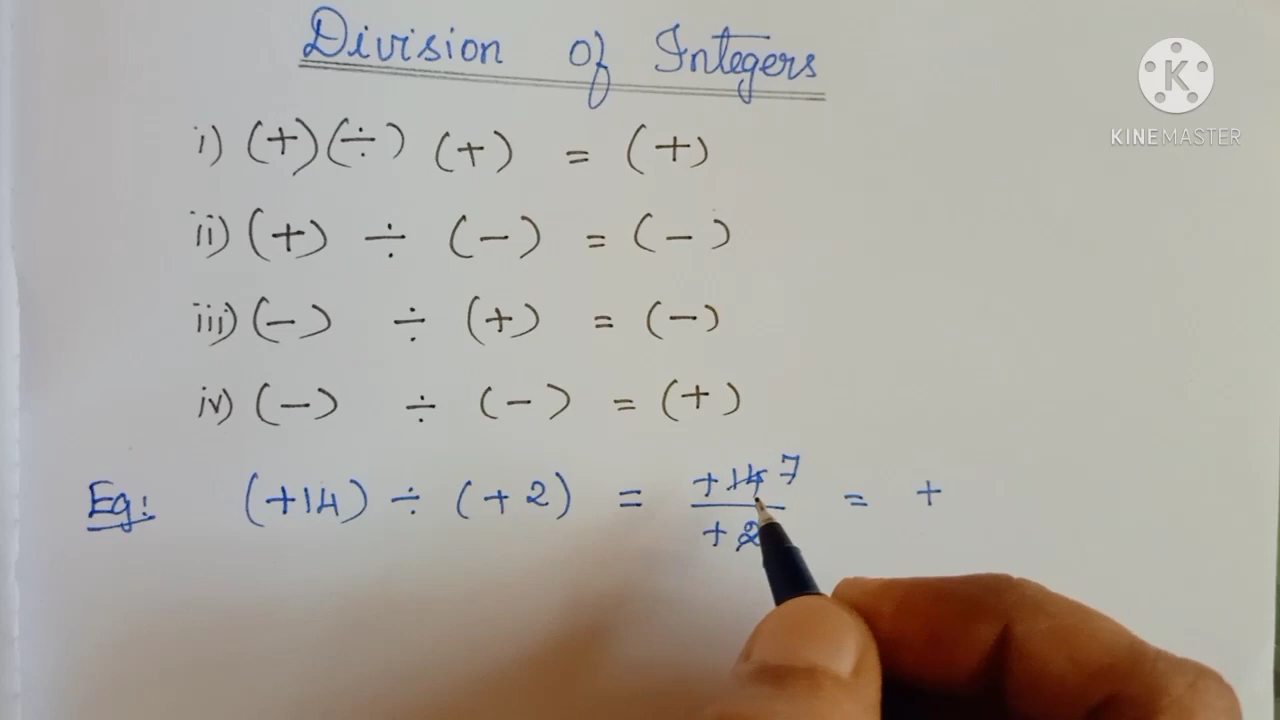 Division of Integers
KINEMASTER
i) (+) (÷) (+) = (+)
ii) (+) ÷ (-) = (-)
iii) (-) ÷ (+) = (-)
iv) (-) ÷ (-) = (+)
Eg: (+14) ÷ (+2) = +14 7 / +2 = +